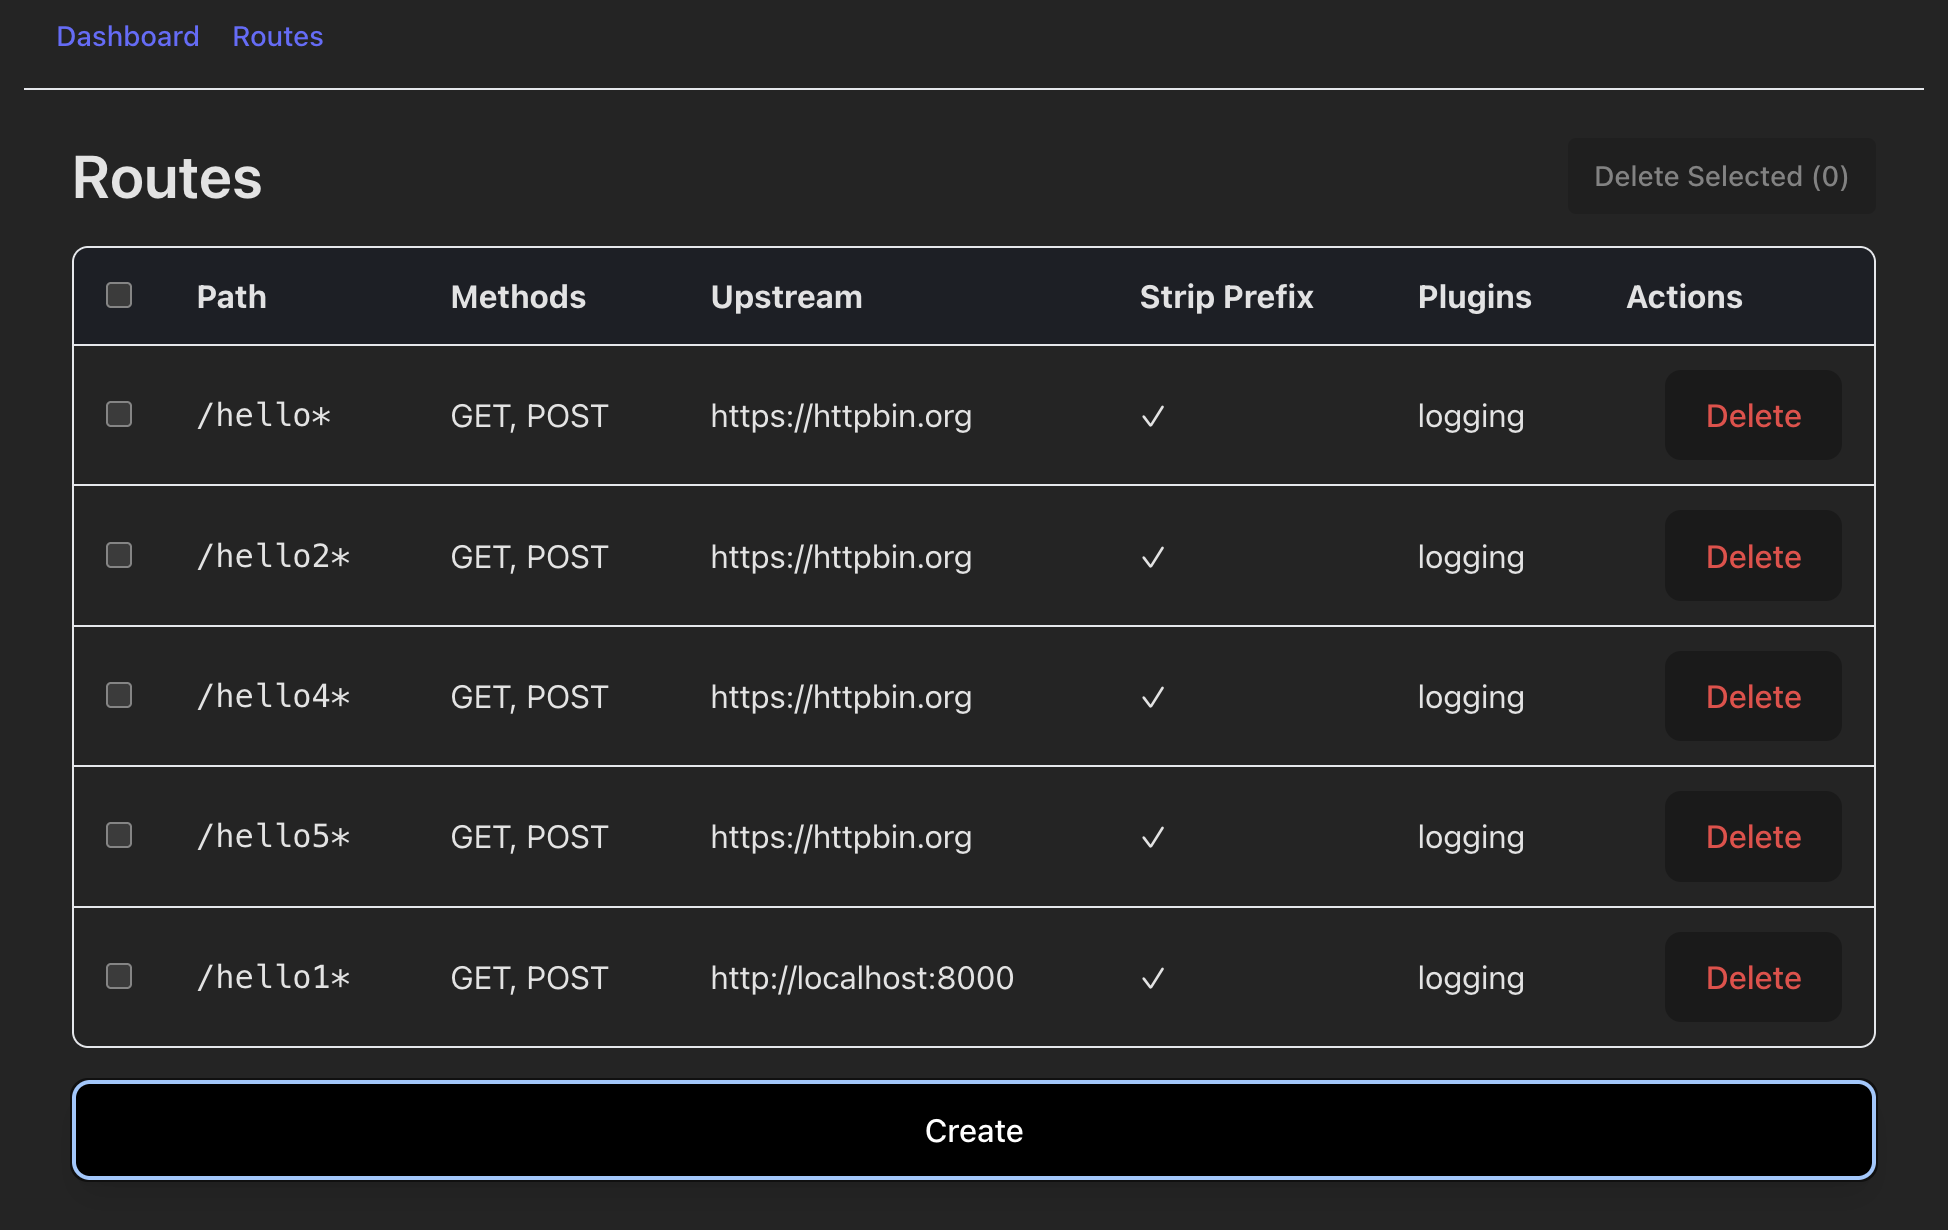 Dashboard Routes
Routes
Delete Selected (0)
Path Methods Upstream Strip Prefix Plugins Actions
/hello* GET, POST https://httpbin.org ✓ logging Delete
/hello2* GET, POST https://httpbin.org ✓ logging Delete
/hello4* GET, POST https://httpbin.org ✓ logging Delete
/hello5* GET, POST https://httpbin.org ✓ logging Delete
/hello1* GET, POST http://localhost:8000 ✓ logging Delete
Create